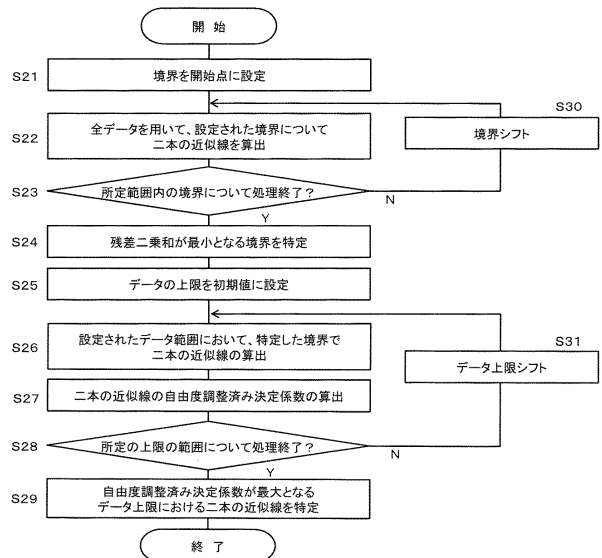 開 始
S21
境界を開始点に設定
S30
境界シフト
S22
全データを用いて、設定された境界について
二本の近似線を算出
S23
所定範囲内の境界について処理終了？
N
Y
S24
残差二乗和が最小となる境界を特定
S25
データの上限を初期値に設定
S26
設定されたデータ範囲において、特定した境界で
二本の近似線の算出
S31
データ上限シフト
S27
二本の近似線の自由度調整済み決定係数の算出
S28
所定の上限の範囲について処理終了？
N
Y
S29
自由度調整済み決定係数が最大となる
データ上限における二本の近似線を特定
終 了